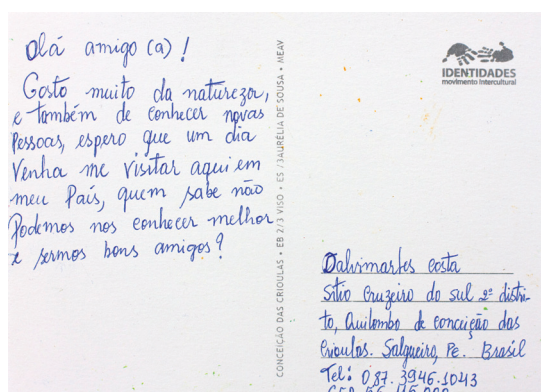 Olá amigo (a)!
Gosto muito da natureza,
e também de conhecer novas
Pessoas, espero que um dia
Venha me visitar aqui em
meu País, quem sabe não
Podemos nos conhecer melhor
e sermos bons amigos?
CONCEIÇÃO DAS CRIOULAS • EB 2/3 VISO • ES / JAURÉLIA DE SOUSA • MEAV
IDENTIDADES
movimento intercultural
Dalvimartes costa
Sítio cruzeiro do sul 2º distri-
to, Quilombo de conceição das
crioulas. Salgueiro, Pe. Brasil
Tel: 087.3946.1043